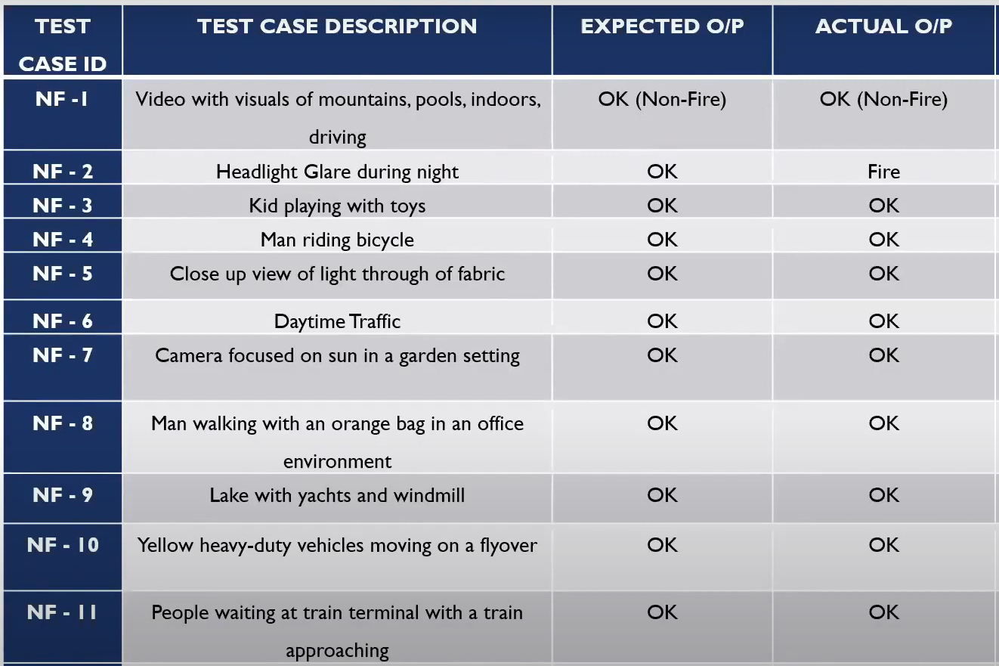 TEST CASE ID TEST CASE DESCRIPTION EXPECTED O/P ACTUAL O/P
NF -1 Video with visuals of mountains, pools, indoors, driving OK (Non-Fire) OK (Non-Fire)
NF - 2 Headlight Glare during night OK Fire
NF - 3 Kid playing with toys OK OK
NF - 4 Man riding bicycle OK OK
NF - 5 Close up view of light through of fabric OK OK
NF - 6 Daytime Traffic OK OK
NF - 7 Camera focused on sun in a garden setting OK OK
NF - 8 Man walking with an orange bag in an office environment OK OK
NF - 9 Lake with yachts and windmill OK OK
NF - 10 Yellow heavy-duty vehicles moving on a flyover OK OK
NF - 11 People waiting at train terminal with a train approaching OK OK